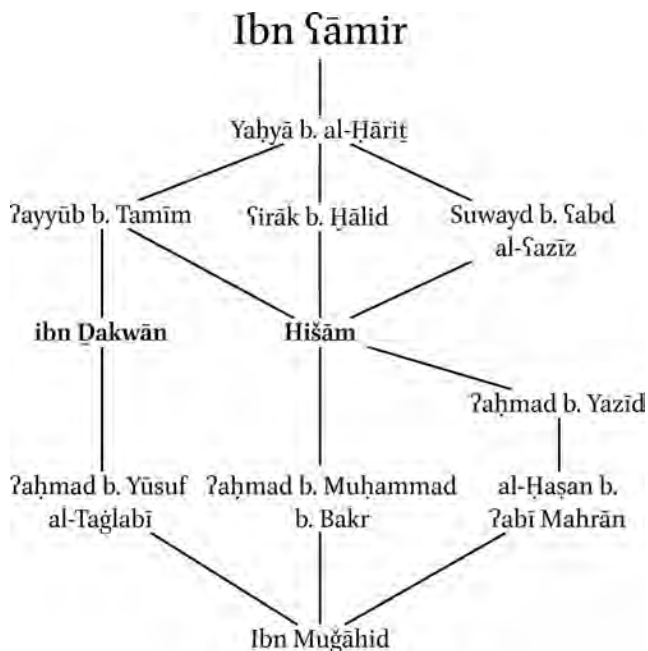 Ibn ʕāmir
Yaḥyā b. al-Ḥāriṯ
ʔayyūb b. Tamīm
ʕirāk b. Ḫālid
Suwayd b. ʕabd
al-ʕazīz
ibn Ḏakwān
Hišām
ʔaḥmad b. Yazīd
ʔaḥmad b. Yūsuf
al-Taġlabī
ʔaḥmad b. Muḥammad
b. Bakr
al-Ḥaṣan b.
ʔabī Mahrān
Ibn Muǧāhid